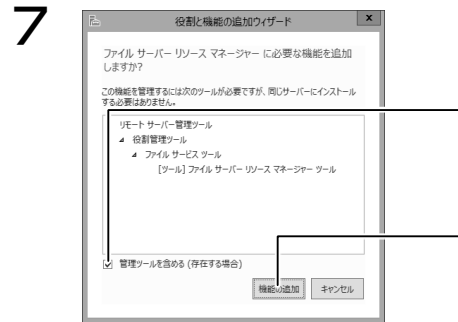 7
役割と機能の追加ウィザード
x
ファイル サーバー リソース マネージャー に必要な機能を追加
しますか?
この機能を管理するには次のツールが必要ですが、同じサーバーにインストール
する必要はありません。
リモート サーバー管理ツール
役割管理ツール
ファイル サービス ツール
[ツール] ファイル サーバー リソース マネージャー ツール
管理ツールを含める (存在する場合)
機能の追加
キャンセル